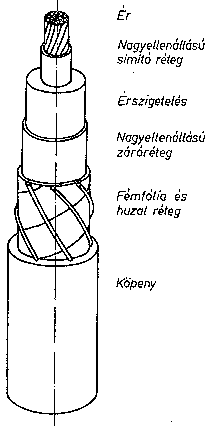 Ér
Nagyellenállású
simító réteg
Érszigetelés
Nagyellenállású
záróréteg
Fémfólia és
huzal réteg
Köpeny